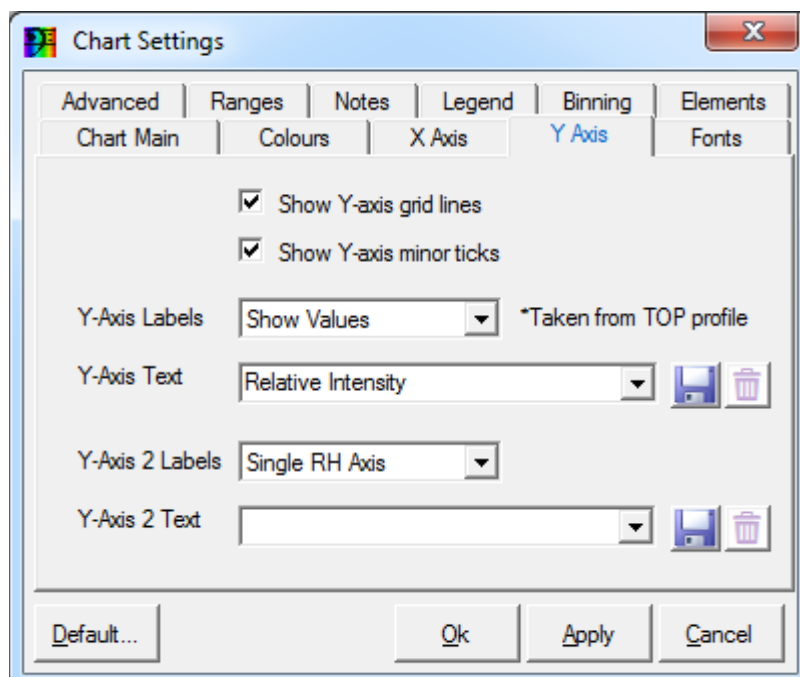 Chart Settings
Advanced Ranges Notes Legend Binning Elements
Chart Main Colours X Axis Y Axis Fonts
Show Y-axis grid lines
Show Y-axis minor ticks
Y-Axis Labels Show Values *Taken from TOP profile
Y-Axis Text Relative Intensity
Y-Axis 2 Labels Single RH Axis
Y-Axis 2 Text
Default... Ok Apply Cancel